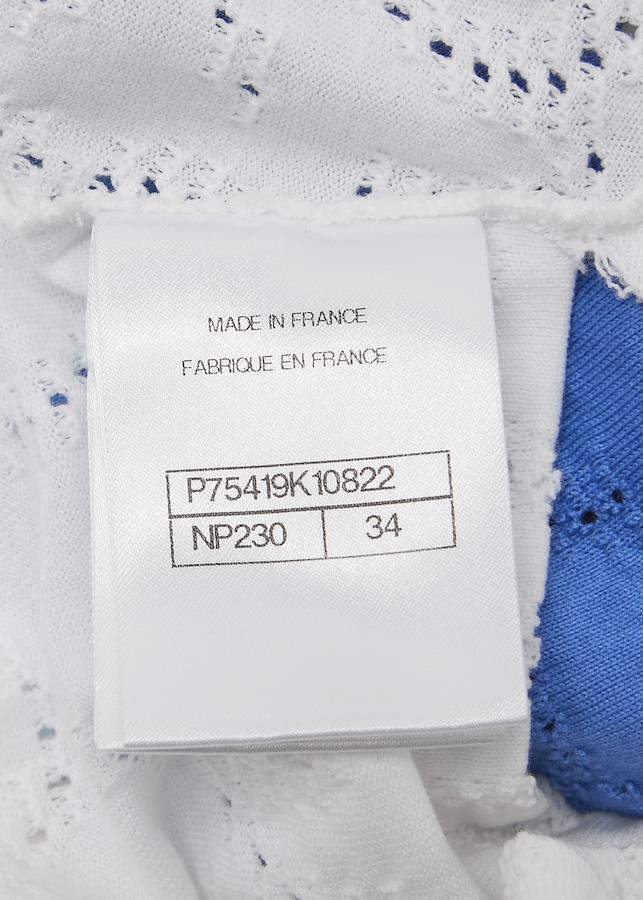 MADE IN FRANCE
FABRIQUE EN FRANCE
P75419K10822
NP230 34